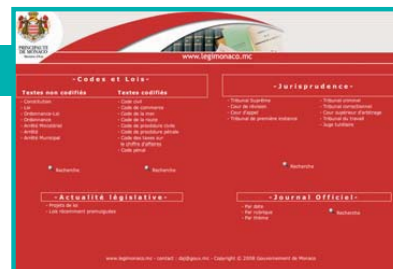 PRINCIPAUTÉ
DE MONACO
www.legimonaco.mc
-Codes et Lois-
Textes non codifiés
- Constitution
- Loi
- Ordonnance-Loi
- Ordonnance
- Arrêté Ministériel
- Arrêté
- Arrêté Municipal
Recherche
Textes codifiés
- Code civil
- Code de commerce
- Code de la mer
- Code de la route
- Code de procédure civile
- Code de procédure pénale
- Code des taxes sur
le chiffre d'affaires
- Code pénal
Recherche
-Jurisprudence-
- Tribunal Suprême
- Cour de révision
- Cour d'appel
- Tribunal de première instance
- Tribunal criminel
- Tribunal correctionnel
- Cour supérieure d'arbitrage
- Tribunal du travail
- Juge tutélaire
Recherche
-Actualité législative-
- Projets de loi
- Lois récemment promulguées
-Journal Officiel-
- Par date
- Par rubrique
- Par thème
Recherche
www.legimonaco.mc - contact : daj@gouv.mc - Copyright © 2006 Gouvernement de Monaco